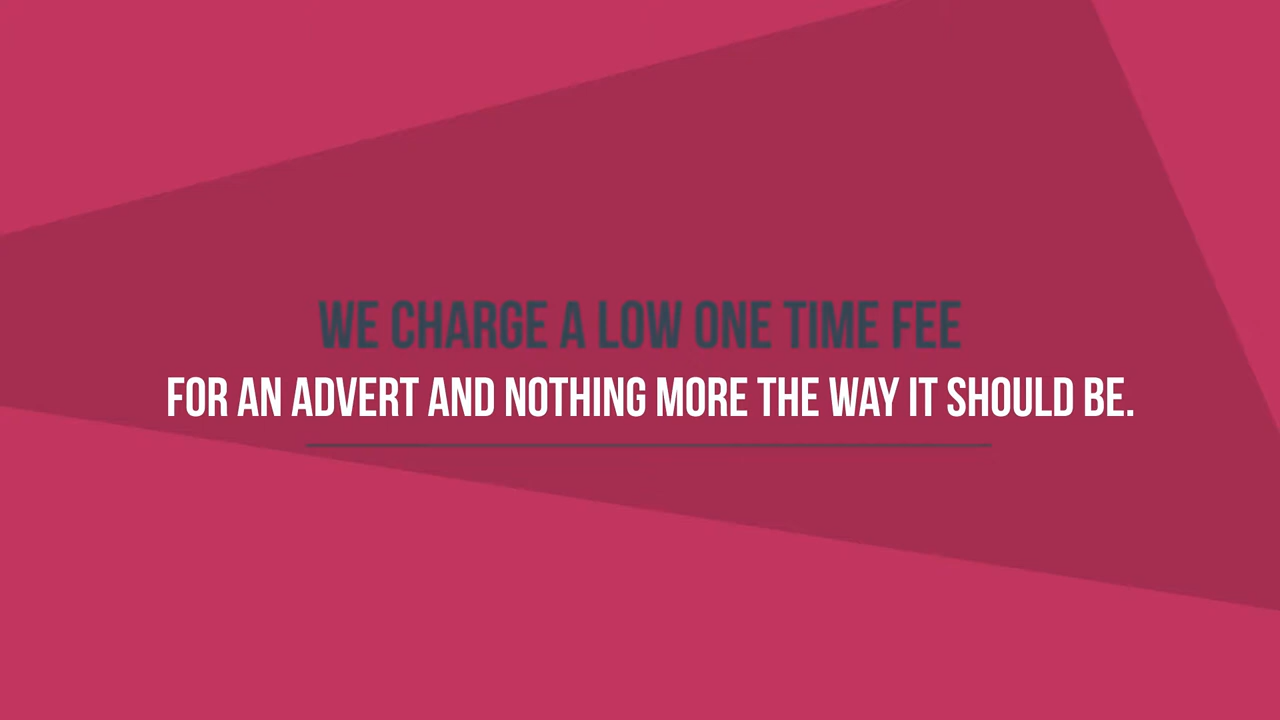 WE CHARGE A LOW ONE TIME FEE
FOR AN ADVERT AND NOTHING MORE THE WAY IT SHOULD BE.